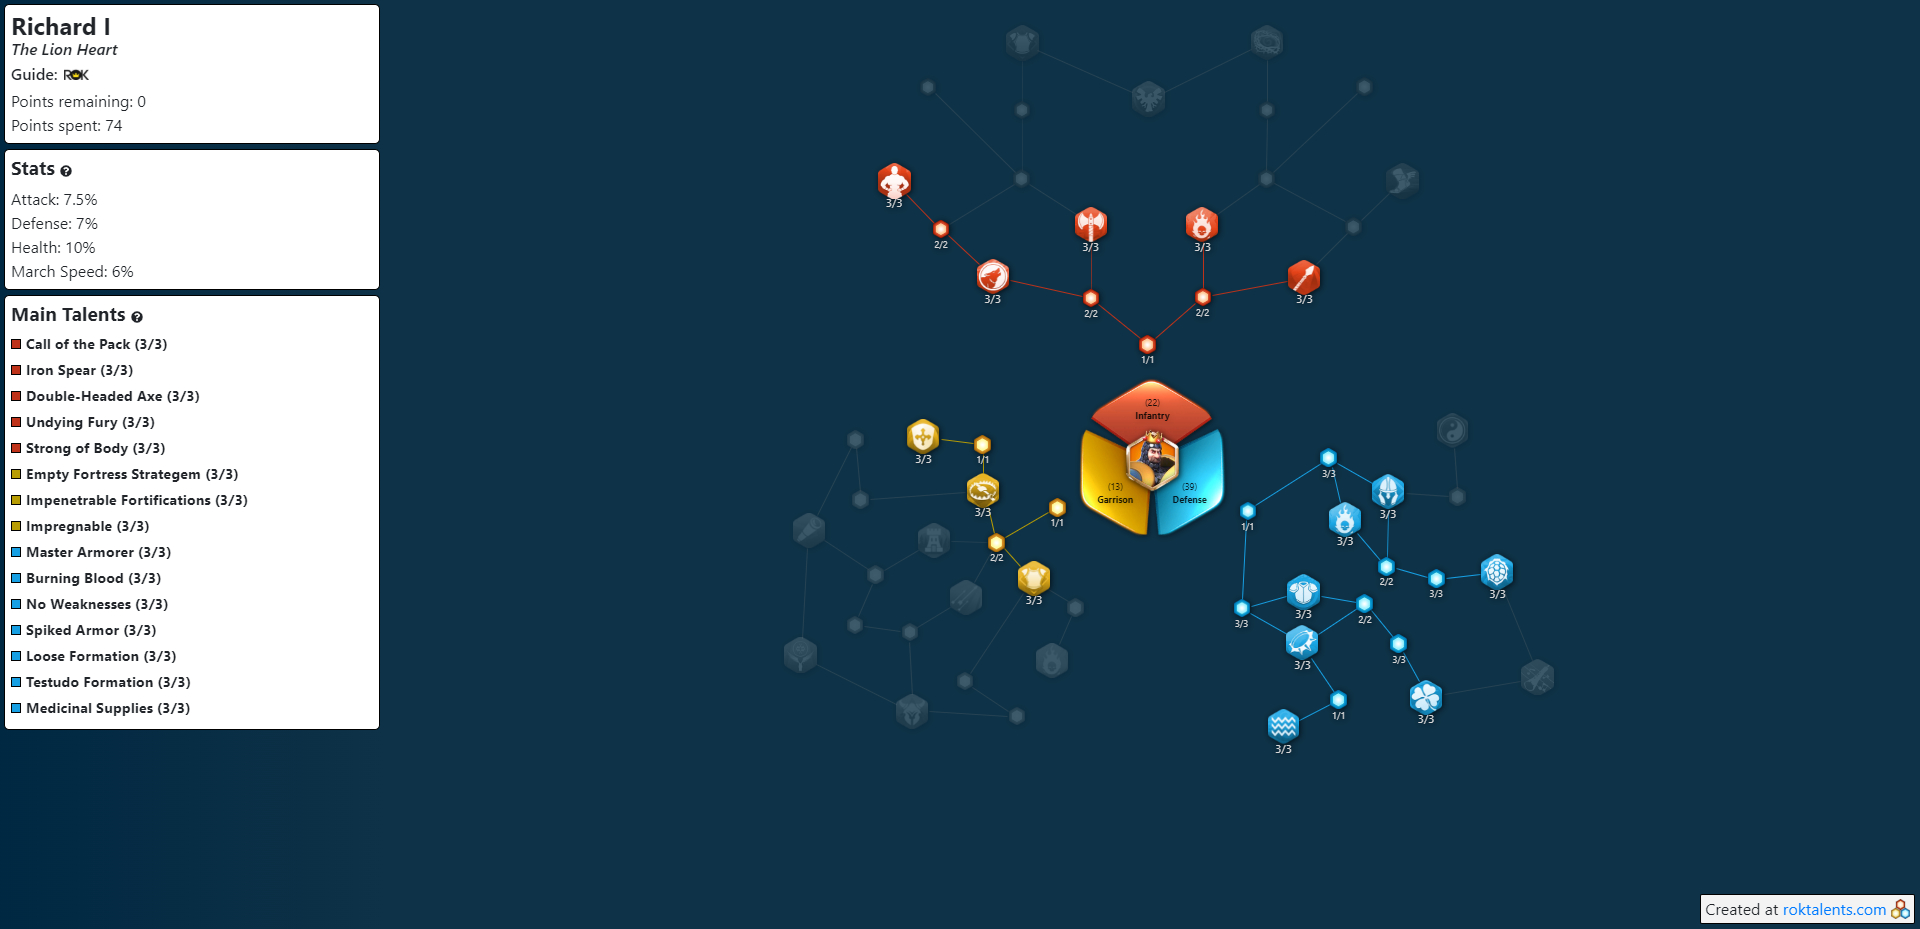 Richard I
The Lion Heart
Guide: ROK
Points remaining: 0
Points spent: 74
Stats
Attack: 7.5%
Defense: 7%
Health: 10%
March Speed: 6%
Main Talents
Call of the Pack (3/3)
Iron Spear (3/3)
Double-Headed Axe (3/3)
Undying Fury (3/3)
Strong of Body (3/3)
Empty Fortress Strategem (3/3)
Impenetrable Fortifications (3/3)
Impregnable (3/3)
Master Armorer (3/3)
Burning Blood (3/3)
No Weaknesses (3/3)
Spiked Armor (3/3)
Loose Formation (3/3)
Testudo Formation (3/3)
Medicinal Supplies (3/3)
3/3
2/2
3/3
3/3
3/3
3/3
2/2
2/2
1/1
(22)
Infantry
(13)
Garrison
(39)
Defense
3/3
1/1
3/3
1/1
2/2
3/3
3/3
1/1
3/3
3/3
2/2
3/3
3/3
3/3
3/3
2/2
3/3
3/3
3/3
1/1
3/3
Created at roktalents.com